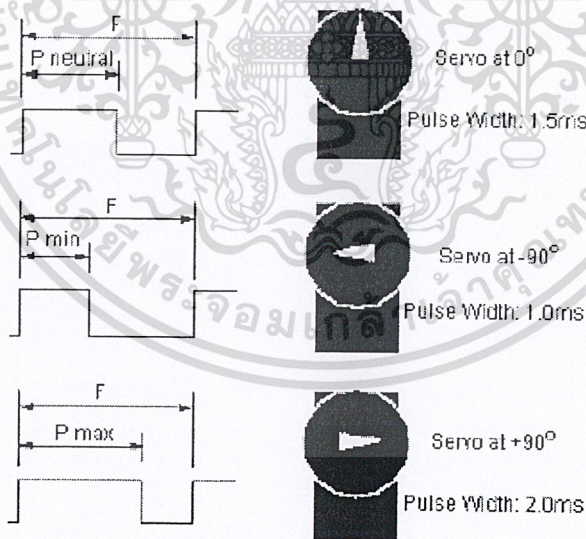 F
P neutral
Servo at 0°
Pulse Width: 1.5ms
F
P min
Servo at -90°
Pulse Width: 1.0ms
F
P max
Servo at +90°
Pulse Width: 2.0ms